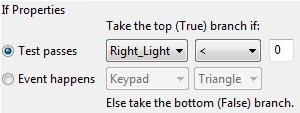 If Properties
Take the top (True) branch if:
Test passes Right_Light < 0
Event happens Keypad Triangle
Else take the bottom (False) branch.